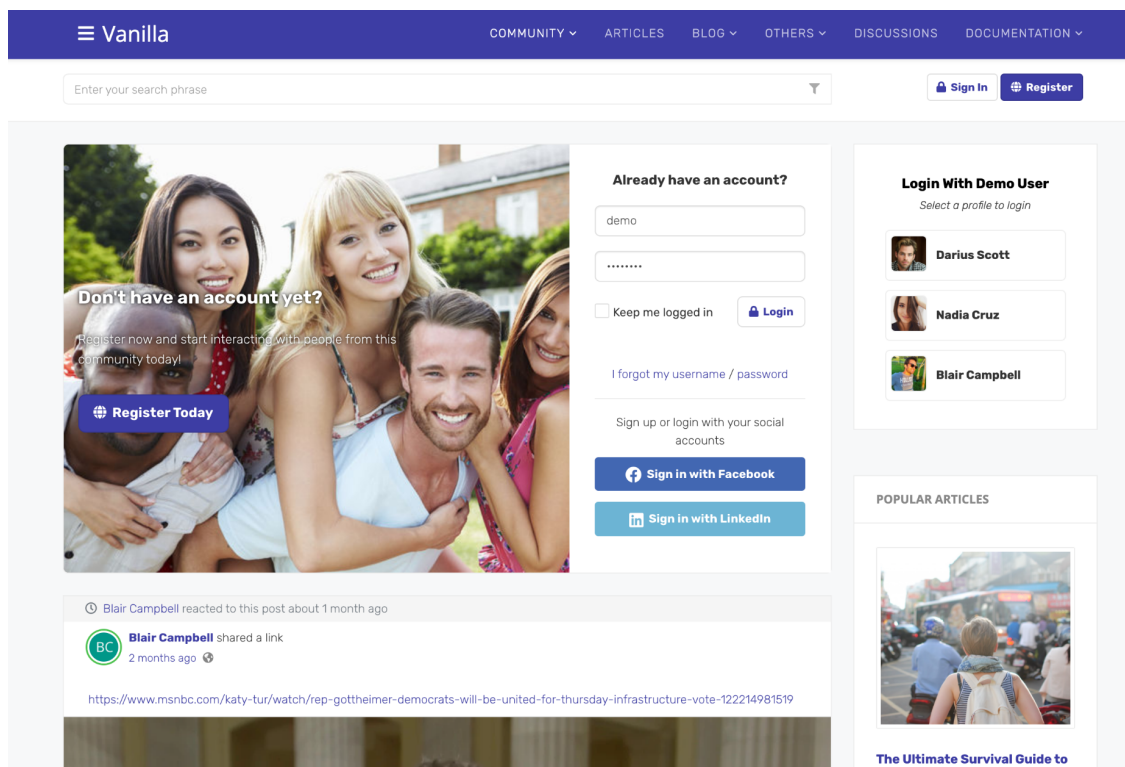 Vanilla
COMMUNITY ARTICLES BLOG OTHERS DISCUSSIONS DOCUMENTATION
Enter your search phrase
Sign In Register
Don't have an account yet?
Register now and start interacting with people from this
community today!
Register Today
Already have an account?
demo
Keep me logged in Login
I forgot my username / password
Sign up or login with your social
accounts
Sign in with Facebook
in Sign in with LinkedIn
Login With Demo User
Select a profile to login
Darius Scott
Nadia Cruz
Blair Campbell
Blair Campbell reacted to this post about 1 month ago
BC
Blair Campbell shared a link
2 months ago
https://www.msnbc.com/katy-tur/watch/rep-gottheimer-democrats-will-be-united-for-thursday-infrastructure-vote-122214981519
POPULAR ARTICLES
The Ultimate Survival Guide to